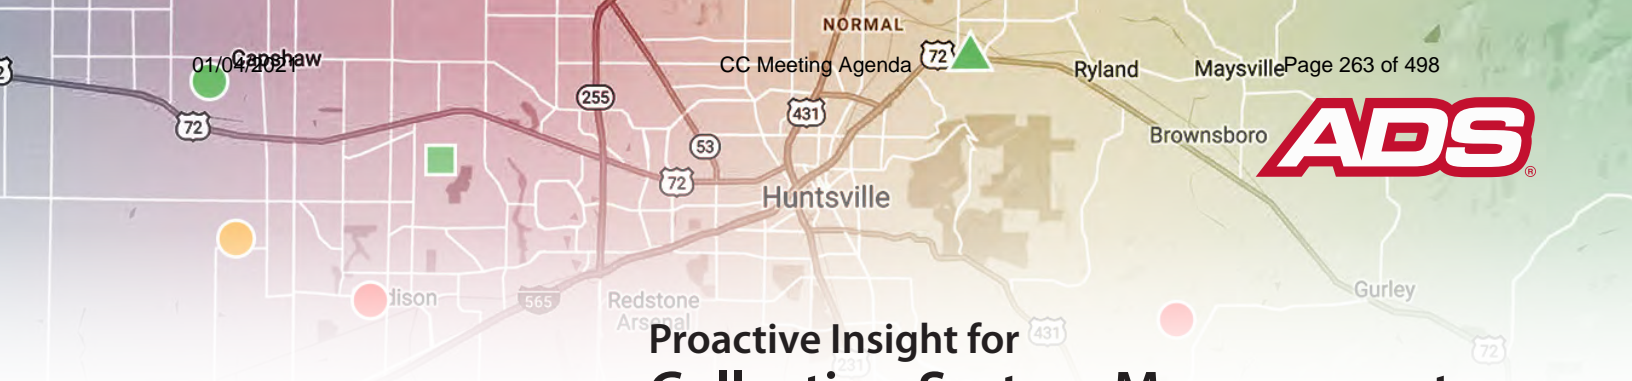 NORMAL
72
Capshaw
01/04/2021
CC Meeting Agenda
Page 263 of 498
Ryland
Maysville
255
431
ADS
®
72
53
Brownsboro
72
Huntsville
565
Redstone
Arsenal
Gurley
Proactive Insight for
431
72
231